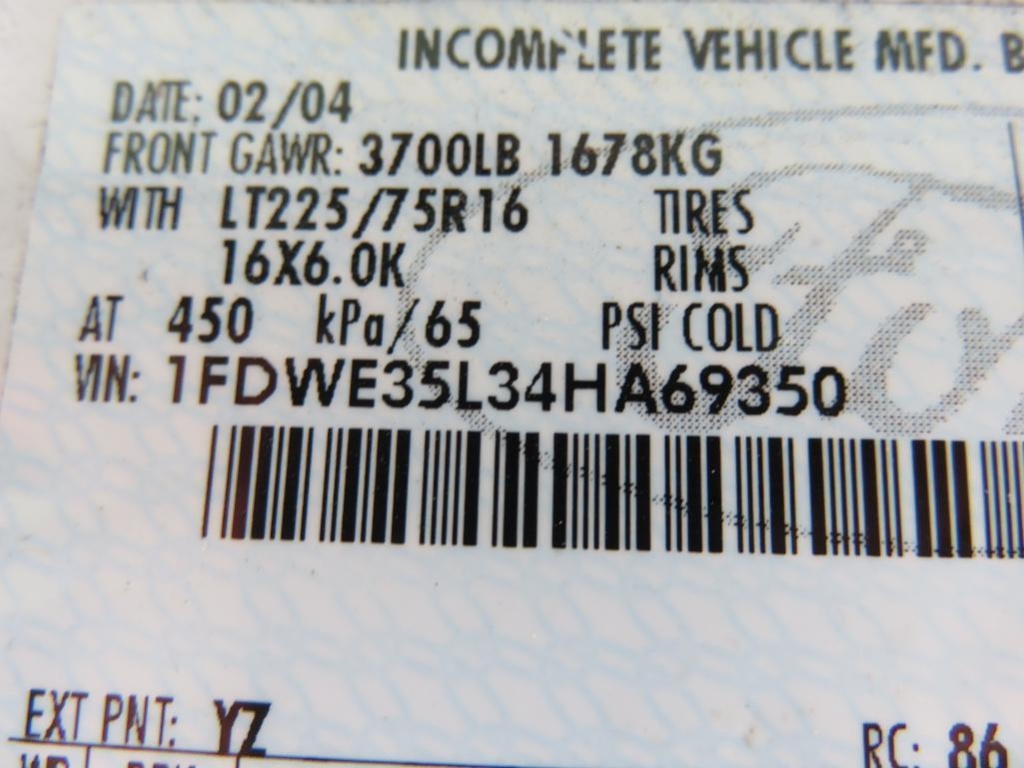 INCOMPLETE VEHICLE MFD. B
DATE: 02/04
FRONT GAWR: 3700LB 1678KG
WITH LT225/75R16 TIRES
16X6.0K RIMS
AT 450 kPa/65 PSI COLD
VIN: 1FDWE35L34HA69350
EXT PNT: YZ RC: 86